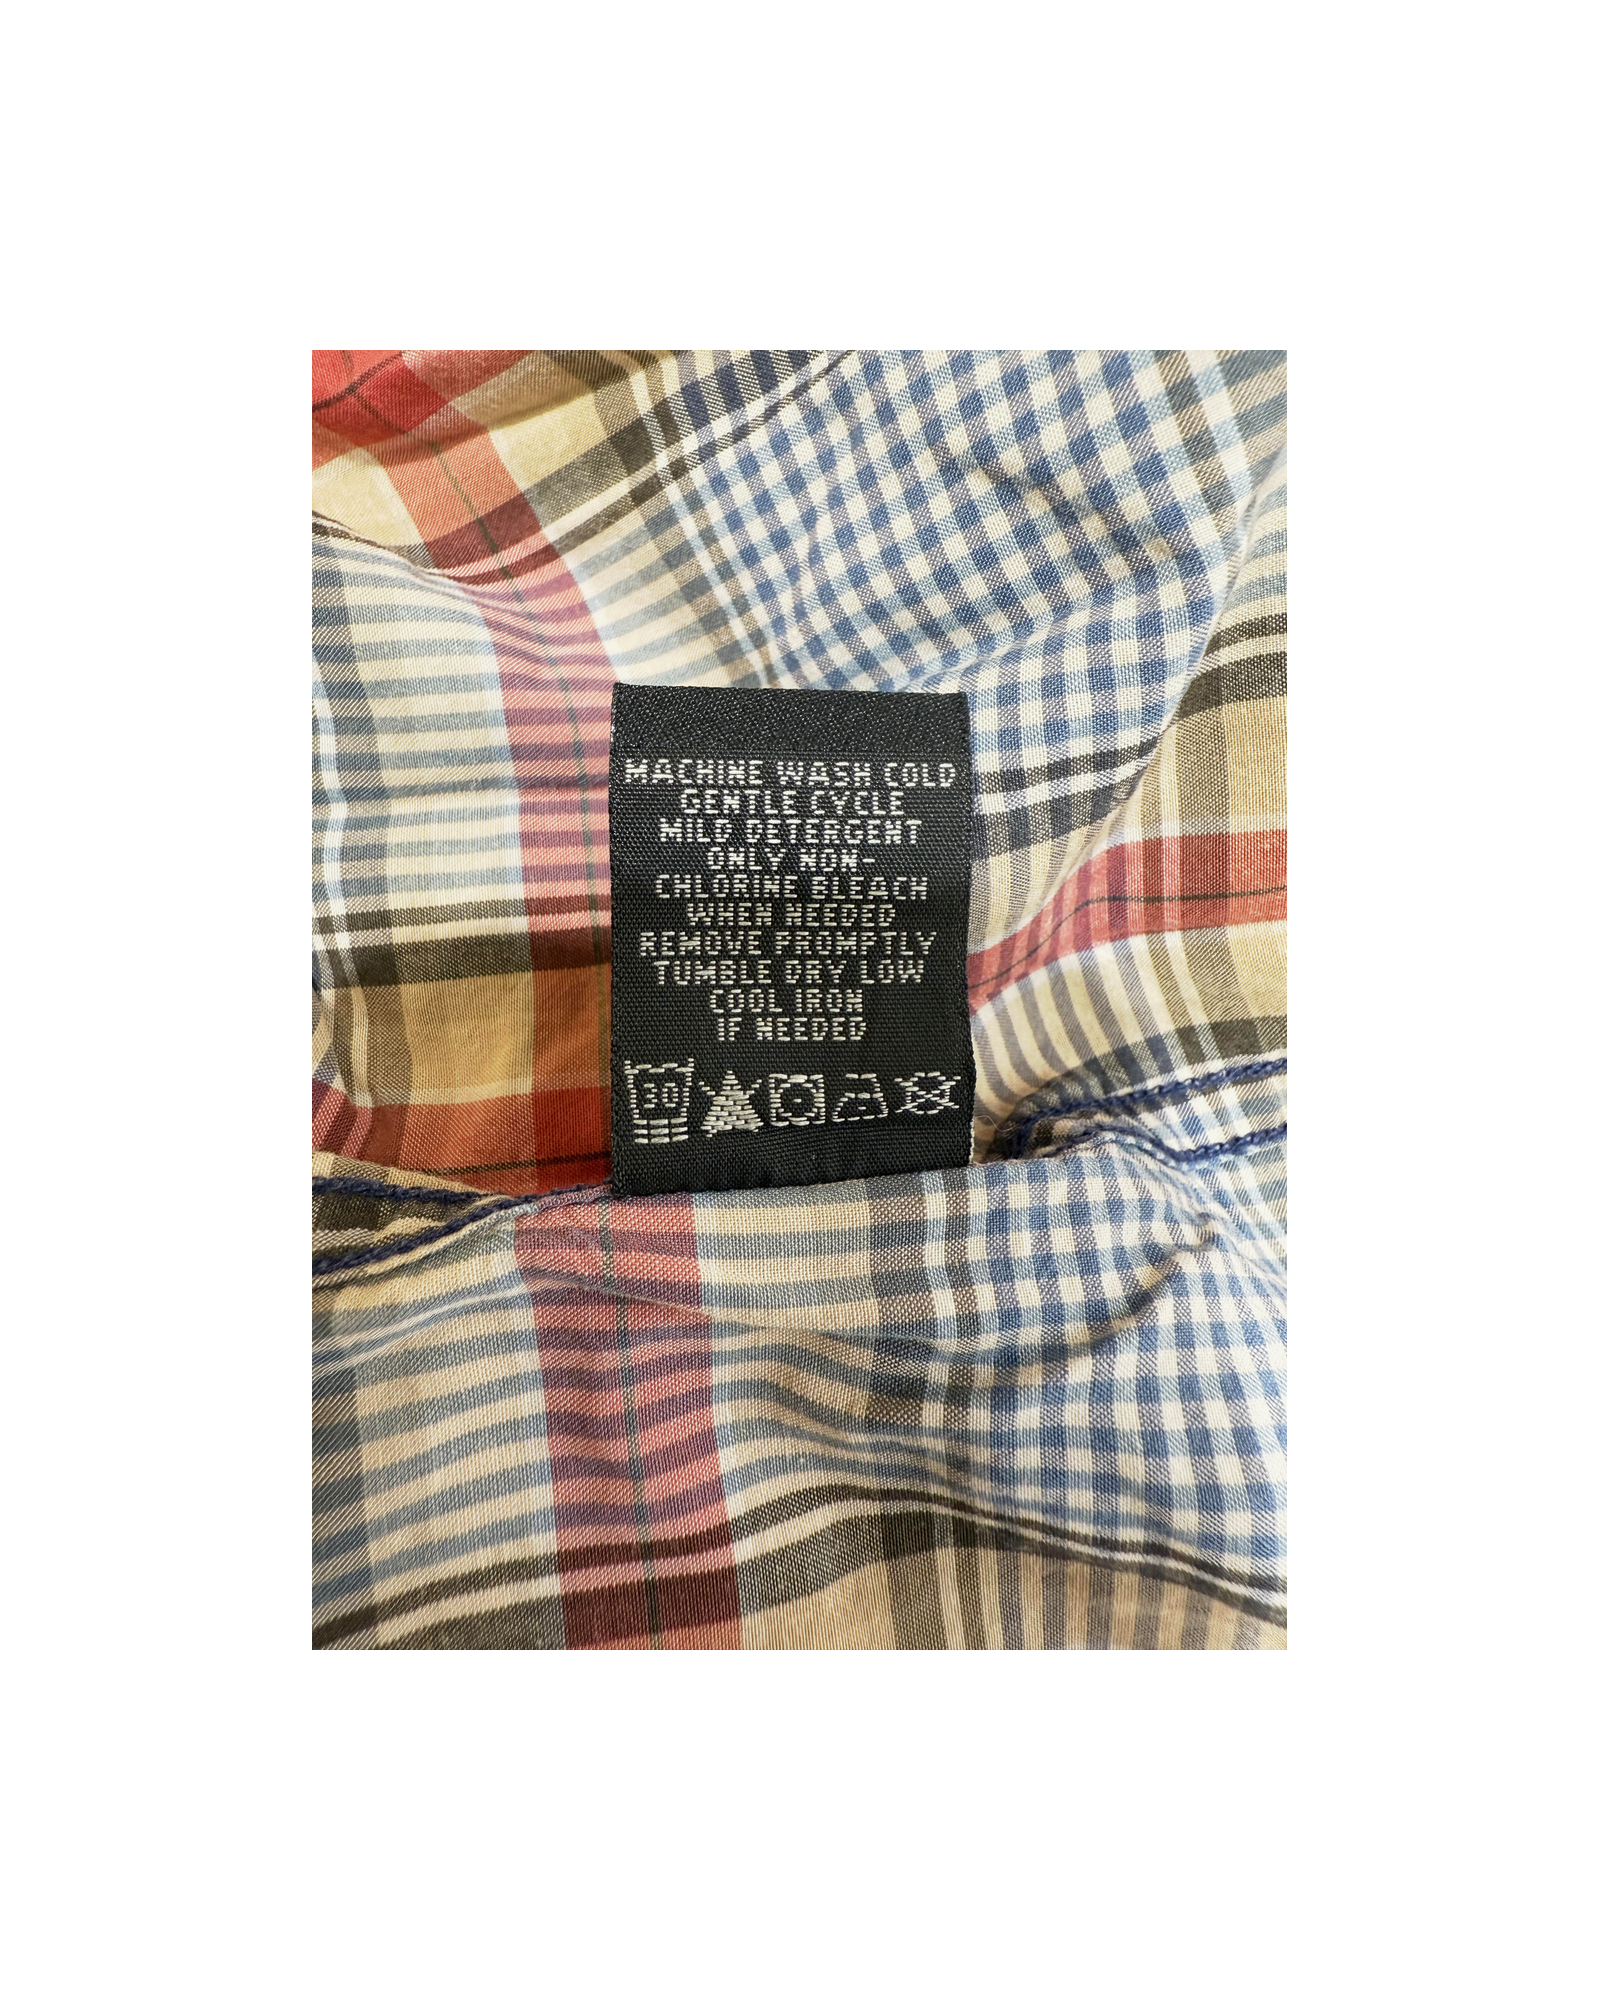 MACHINE WASH COLD
GENTLE CYCLE
MILD DETERGENT
ONLY NON-
CHLORINE BLEACH
WHEN NEEDED
REMOVE PROMPTLY
TUMBLE DRY LOW
COOL IRON
IF NEEDED
30